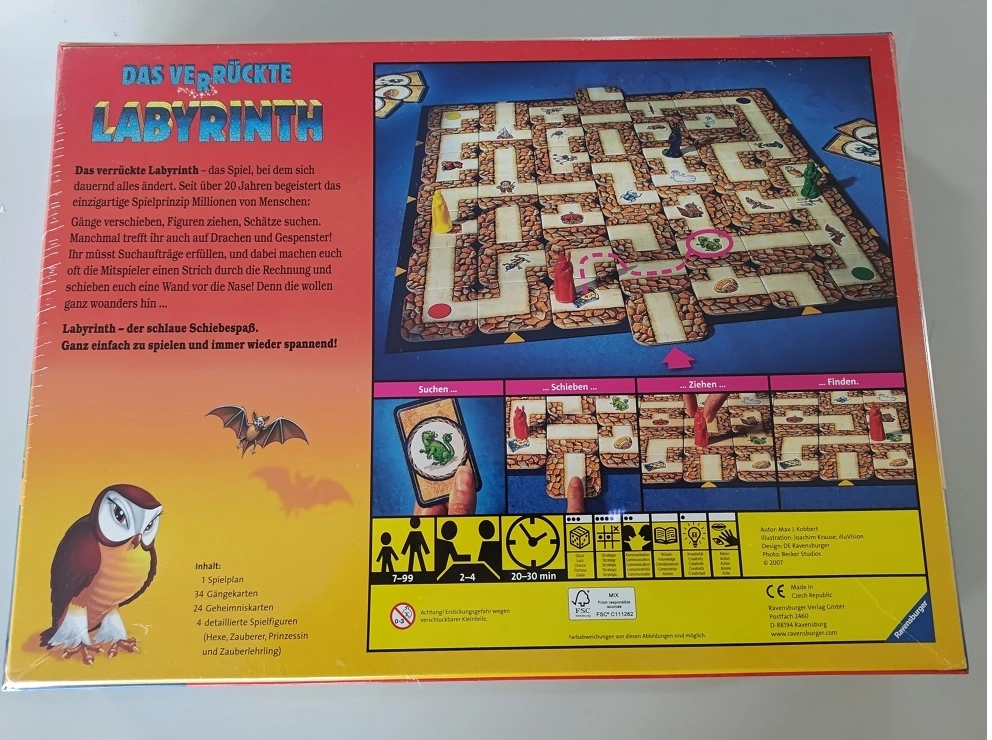 DAS VERRÜCKTE
LABYRINTH
Das verrückte Labyrinth – das Spiel, bei dem sich
dauernd alles ändert. Seit über 20 Jahren begeistert das
einzigartige Spielprinzip Millionen von Menschen:
Gänge verschieben, Figuren ziehen, Schätze suchen.
Manchmal trefft ihr auch auf Drachen und Gespenster!
Ihr müsst Suchaufträge erfüllen, und dabei machen euch
oft die Mitspieler einen Strich durch die Rechnung und
schieben euch eine Wand vor die Nase! Denn die wollen
ganz woanders hin ...
Labyrinth – der schlaue Schiebespaß.
Ganz einfach zu spielen und immer wieder spannend!
Inhalt:
1 Spielplan
34 Gängekarten
24 Geheimniskarten
4 detaillierte Spielfiguren
(Hexe, Zauberer, Prinzessin
und Zauberlehrling)
Suchen ...
... Schieben ...
... Ziehen ...
... Finden.
7–99
2–4
20–30 min
Autor: Max J. Kobbert
Illustration: Joachim Krause, illuVision
Design: DE Ravensburger
Photo: Becker Studios
© 2007
0-3
Achtung! Erstickungsgefahr wegen
verschluckbarer Kleinteile.
FSC
MIX
From responsible
sources
FSC® C111262
Farbabweichungen von diesen Abbildungen sind möglich.
CE
Made in
Czech Republic
Ravensburger Verlag GmbH
Postfach 2460
D-88194 Ravensburg
www.ravensburger.com
Ravensburger